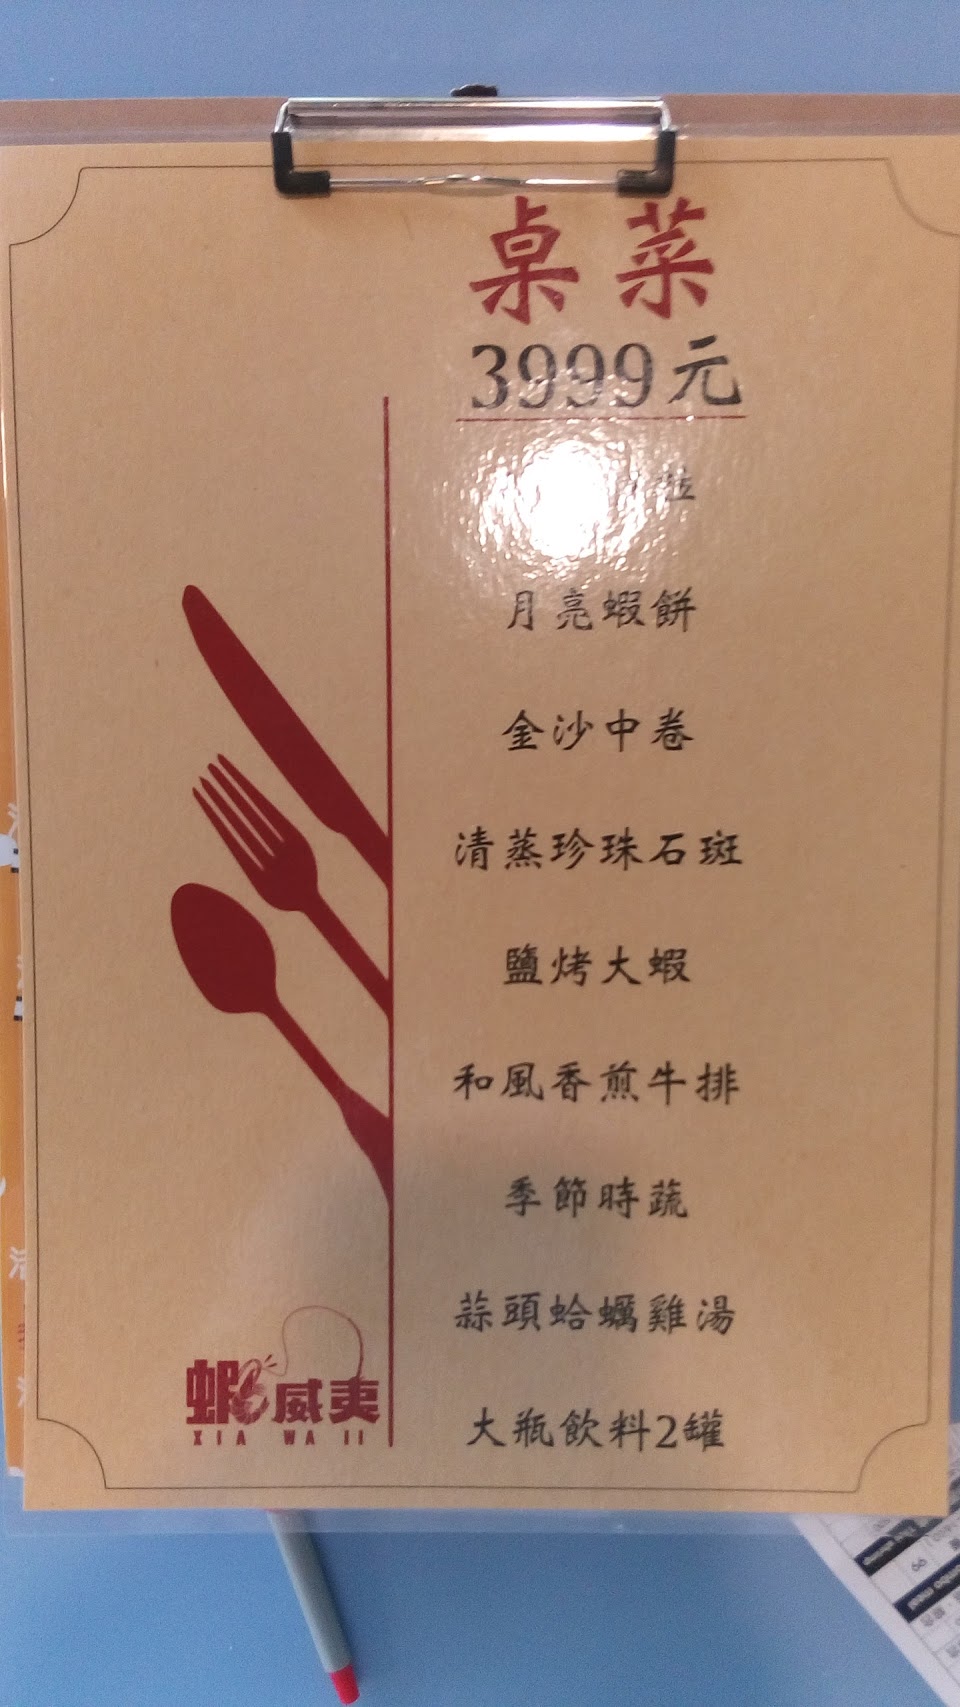 桌菜
3999元
月亮蝦餅
金沙中卷
清蒸珍珠石斑
鹽烤大蝦
和風香煎牛排
季節時蔬
蒜頭蛤蠣雞湯
大瓶飲料2罐
蝦威夷
XIA WA II